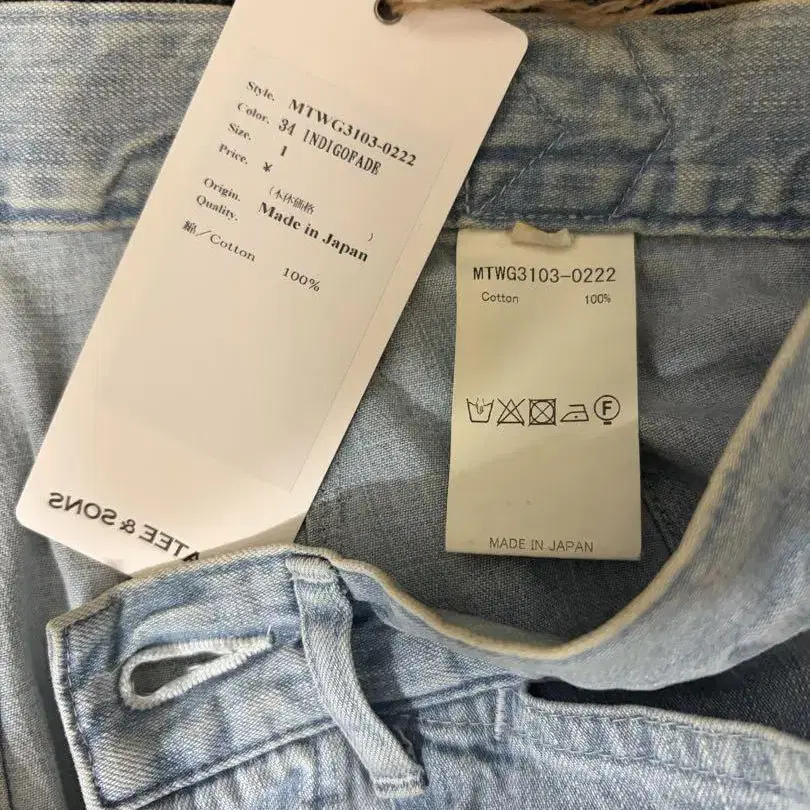 Style. MTWG3103-0222
Color. 34 INDIGOFADE
Size. 1
Price. ¥
(本体価格 )
Origin. Made in Japan
Quality.
綿/Cotton 100%
ATEE & SONS
MTWG3103-0222
Cotton 100%
F
MADE IN JAPAN